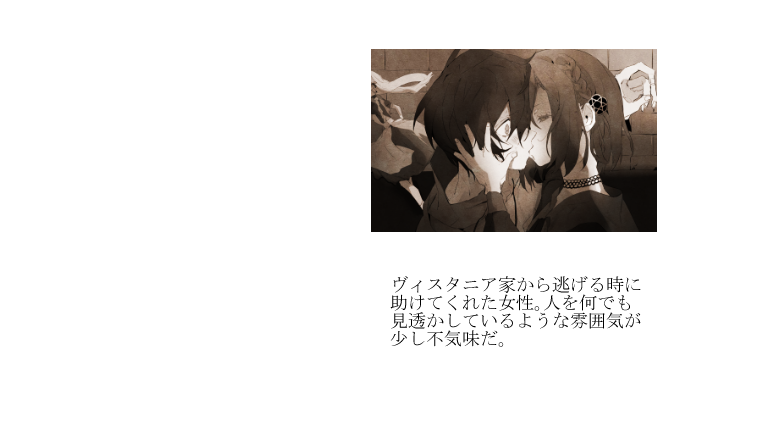 ヴィスタニア家から逃げる時に
助けてくれた女性。人を何でも
見透かしているような雰囲気が
少し不気味だ。